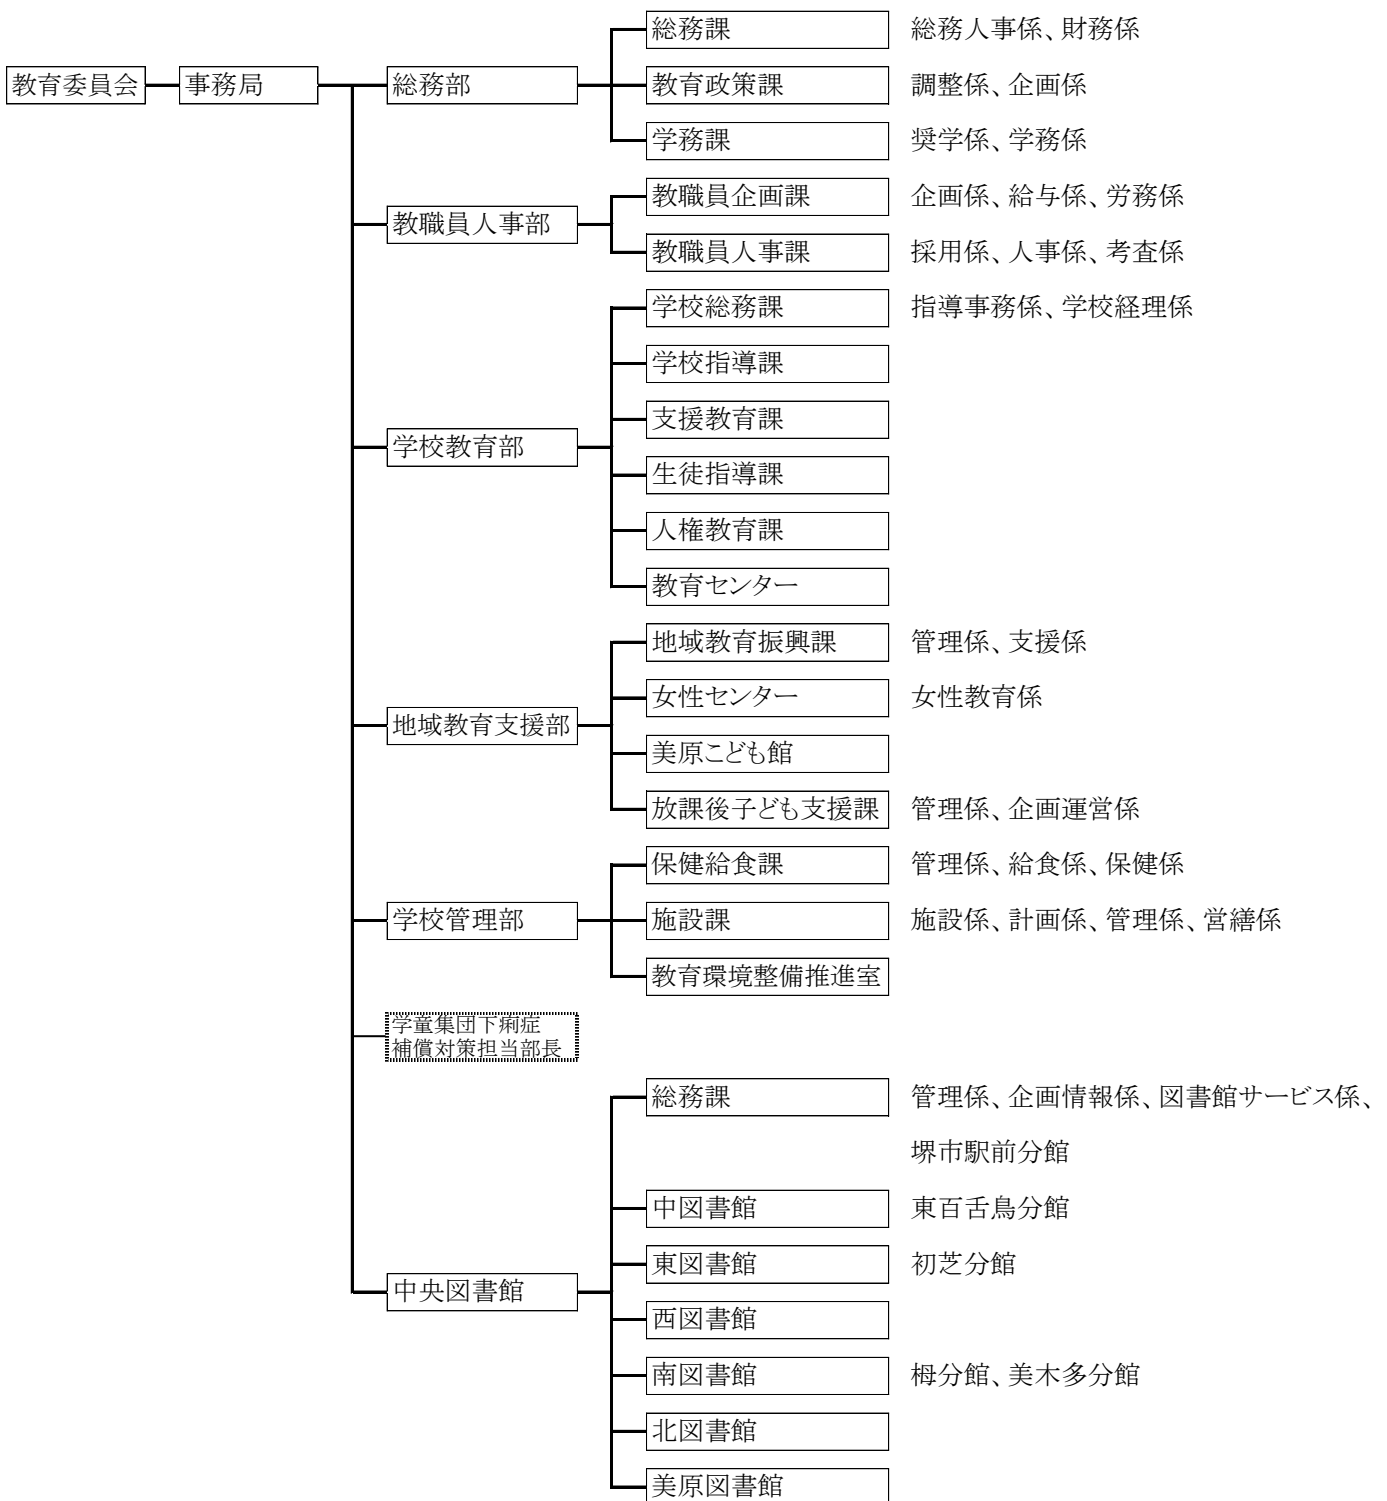 総務課 総務人事係、財務係
教育委員会 事務局 総務部 教育政策課 調整係、企画係
学務課 奨学係、学務係
教職員企画課 企画係、給与係、労務係
教職員人事部
教職員人事課 採用係、人事係、考査係
学校総務課 指導事務係、学校経理係
学校指導課
支援教育課
学校教育部
生徒指導課
人権教育課
教育センター
地域教育振興課 管理係、支援係
女性センター 女性教育係
地域教育支援部
美原こども館
放課後子ども支援課 管理係、企画運営係
保健給食課 管理係、給食係、保健係
学校管理部 施設課 施設係、計画係、管理係、営繕係
教育環境整備推進室
学童集団下痢症
補償対策担当部長
総務課 管理係、企画情報係、図書館サービス係、
堺市駅前分館
中図書館 東百舌鳥分館
東図書館 初芝分館
中央図書館
西図書館
南図書館 栂分館、美木多分館
北図書館
美原図書館